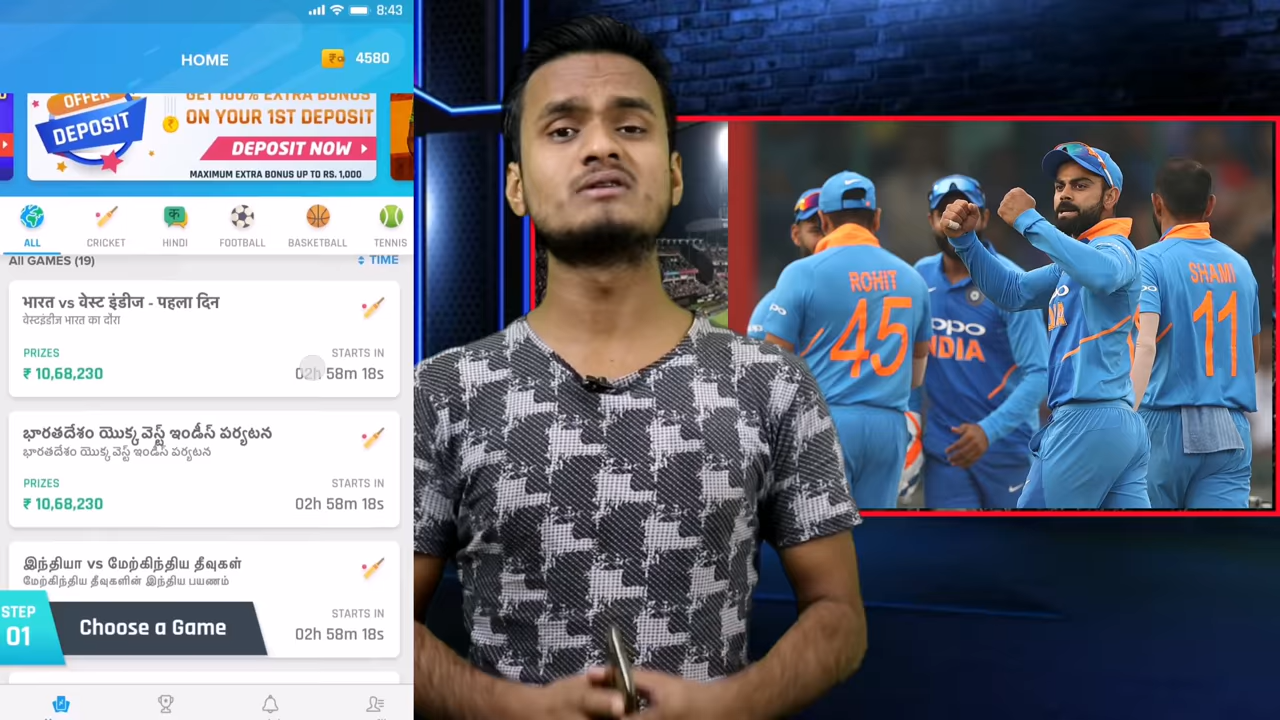 8:43
HOME
4580
OFFER
DEPOSIT
GET 100% EXTRA BONUS
ON YOUR 1ST DEPOSIT
DEPOSIT NOW
MAXIMUM EXTRA BONUS UP TO RS. 1,000
ALL
CRICKET
HINDI
FOOTBALL
BASKETBALL
TENNIS
All GAMES (19)
TIME
भारत vs वेस्ट इंडीज - पहला दिन
वेस्टइंडीज भारत का दौरा
PRIZES
STARTS IN
₹ 10,68,230
02h 58m 18s
భారతదేశం యొక్క వెస్ట్ ఇండీస్ పర్యటన
భారతదేశం యొక్క వెస్ట్ ఇండీస్ పర్యటన
PRIZES
STARTS IN
₹ 10,68,230
02h 58m 18s
இந்தியா vs மேற்கிந்திய தீவுகள்
மேற்கிந்திய தீவுகளின் இந்திய பயணம்
STARTS IN
02h 58m 18s
STEP
01
Choose a Game
ROHIT
45
oppo
INDIA
SHAMI
11